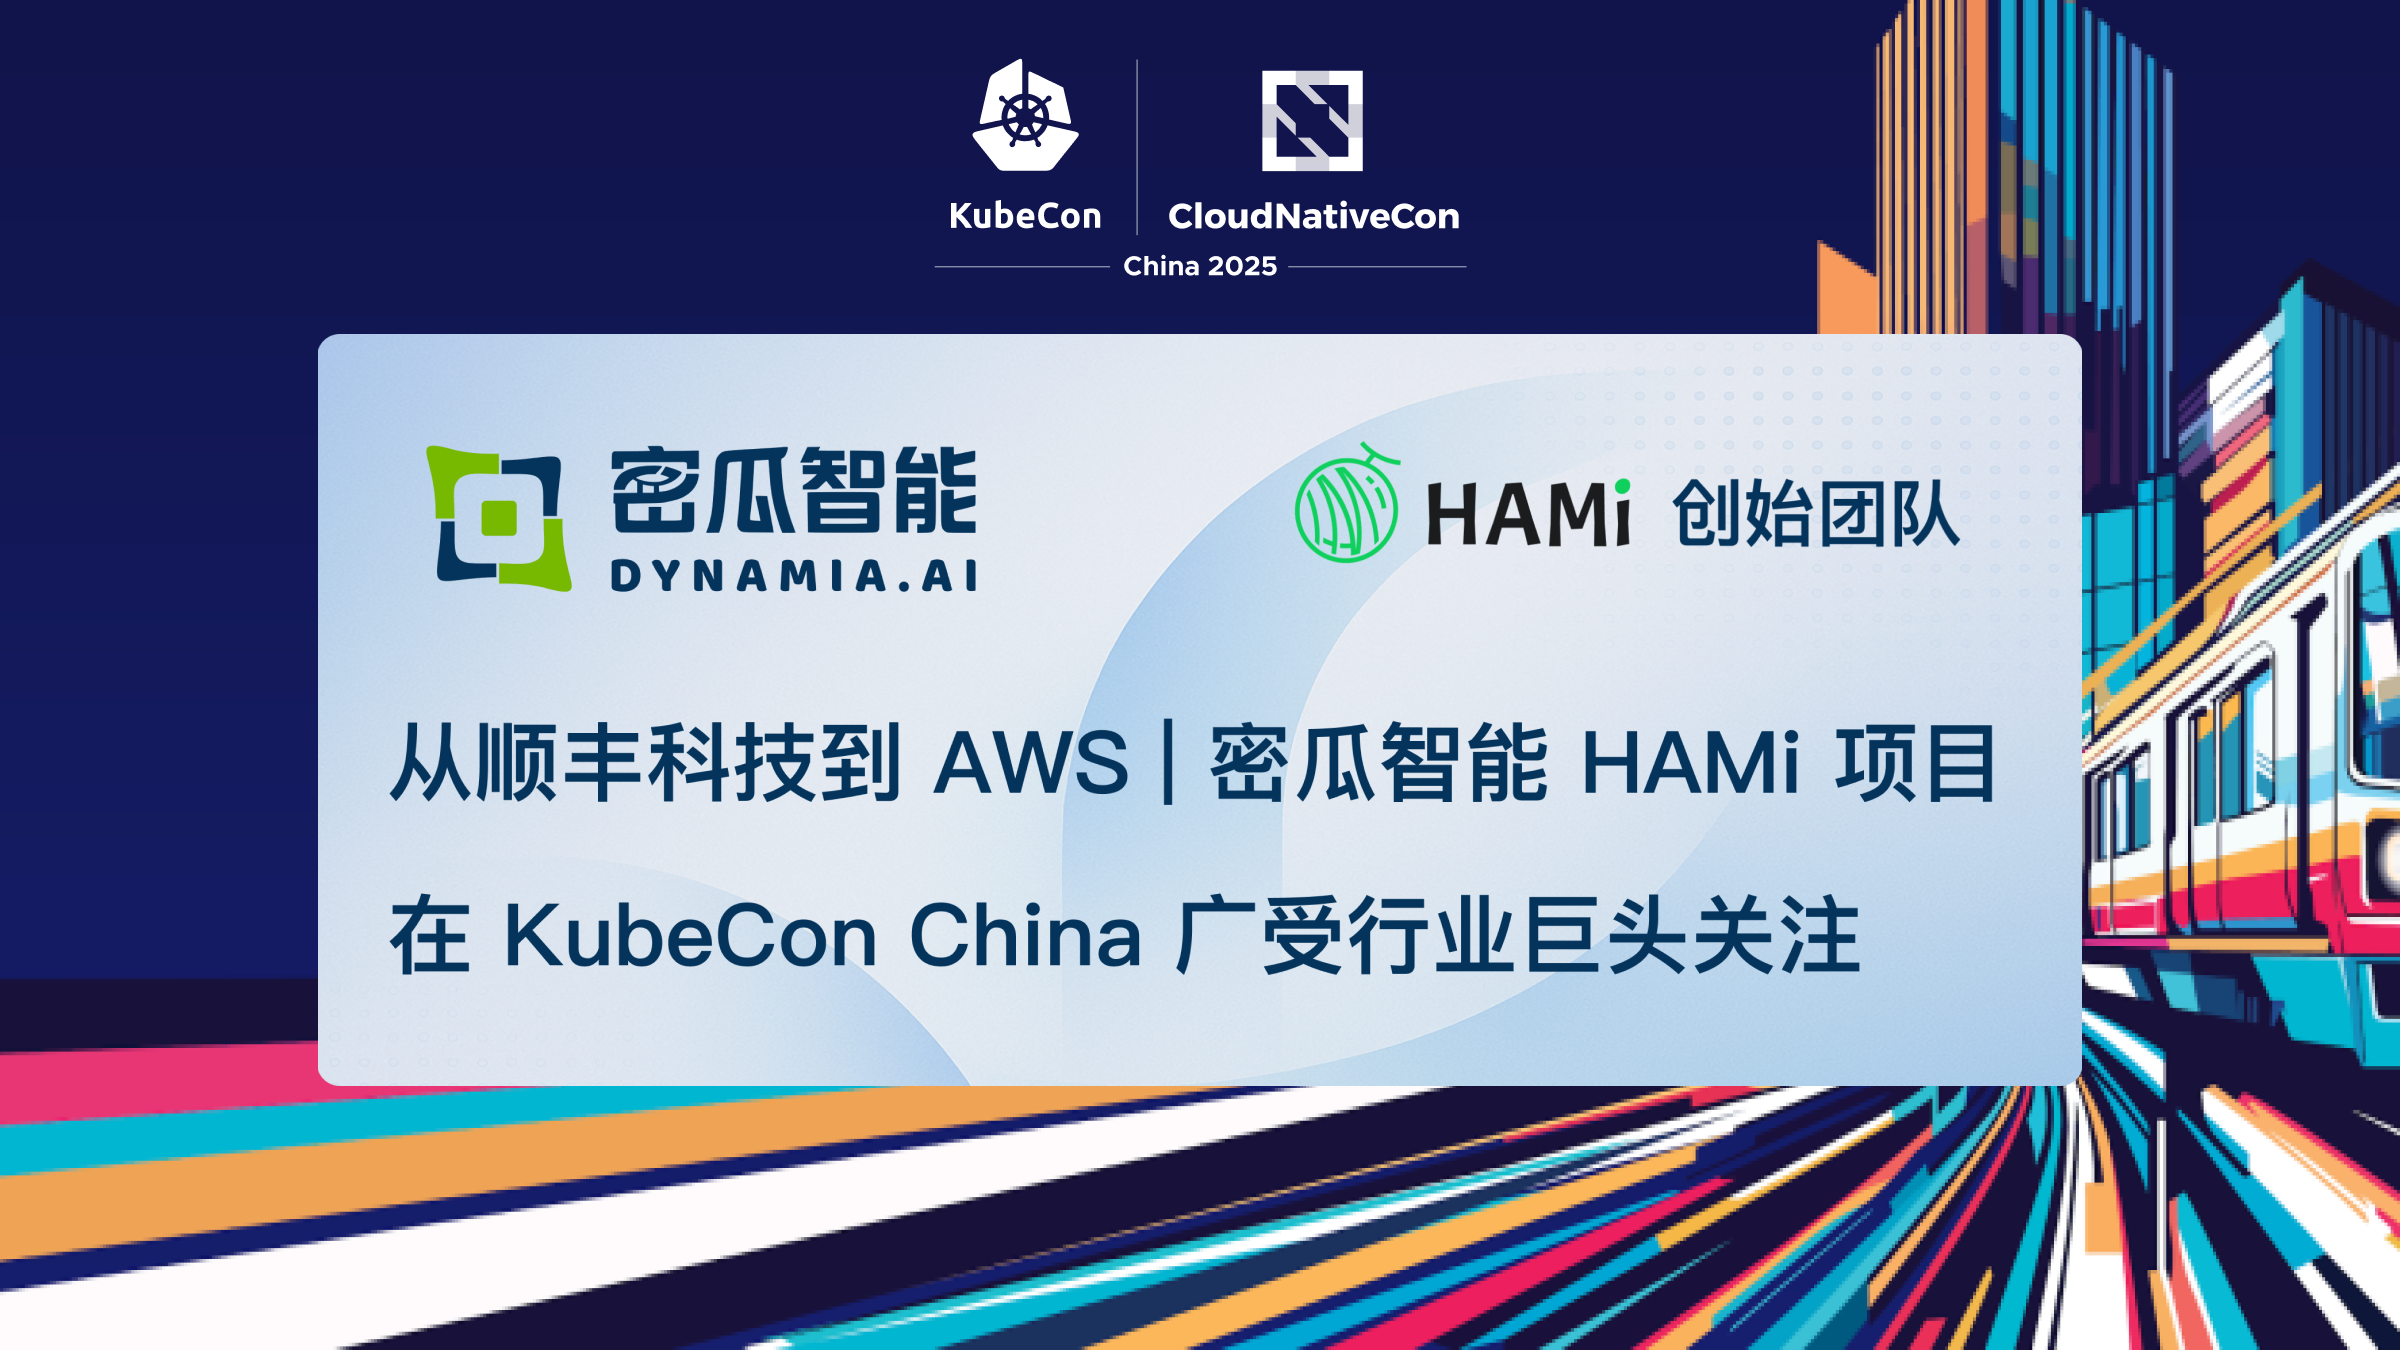 KubeCon
CloudNativeCon
China 2025
密瓜智能
DYNAMIA.AI
HAMi 创始团队
从顺丰科技到 AWS | 密瓜智能 HAMi 项目
在 KubeCon China 广受行业巨头关注